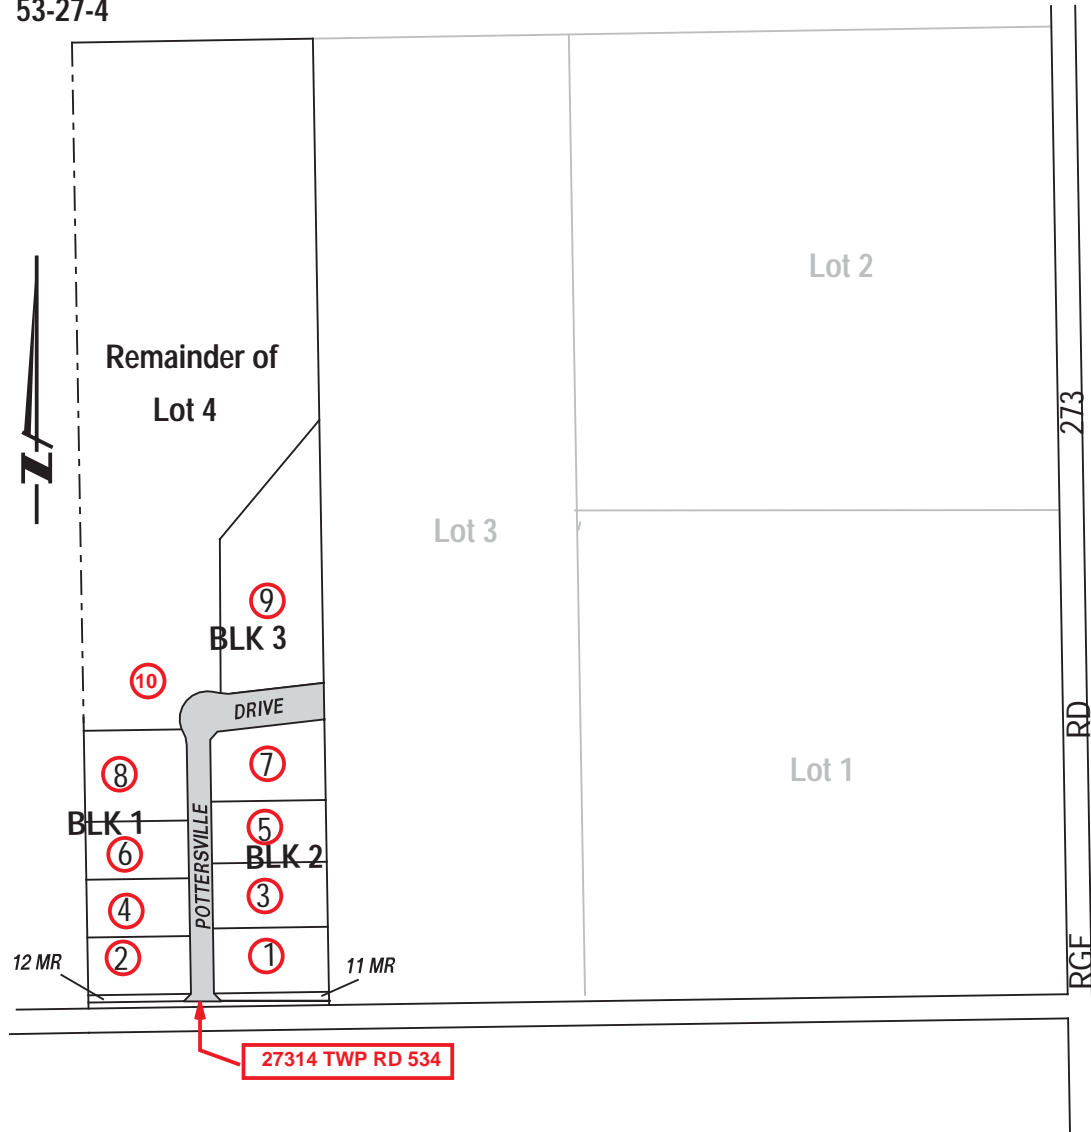 53-27-4
Lot 2
Remainder of
Lot 4
273
Lot 3
9
BLK 3
10
DRIVE
RD
7
8
Lot 1
BLK 1
5
6
BLK 2
POTTERSVILLE
3
4
RGE
1
2
12 MR
11 MR
N
27314 TWP RD 534